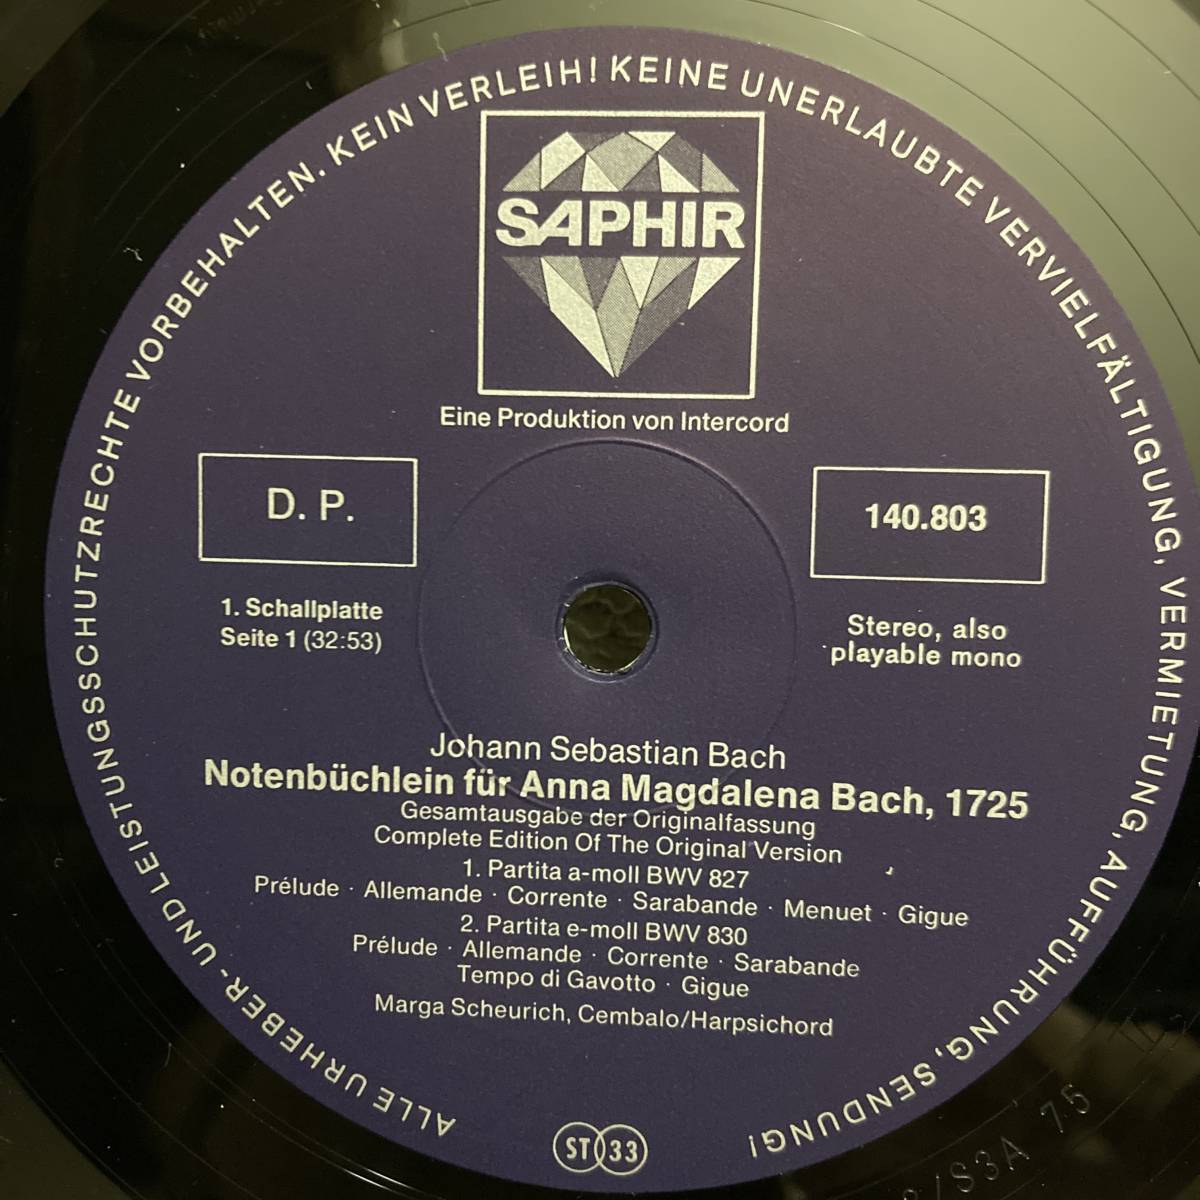 ALLE URHEBER- UND LEISTUNGSSCHUTZRECHTE VORBEHALTEN. KEIN VERLEIH! KEINE UNERLAUBTE VERVIELFÄLTIGUNG, VERMIETUNG, AUFFÜHRUNG, SENDUNG!
SAPHIR
Eine Produktion von Intercord
D. P.
140.803
1. Schallplatte
Seite 1 (32:53)
Stereo, also
playable mono
Johann Sebastian Bach
Notenbüchlein für Anna Magdalena Bach, 1725
Gesamtausgabe der Originalfassung
Complete Edition Of The Original Version
1. Partita a-moll BWV 827
Prélude · Allemande · Corrente · Sarabande · Menuet · Gigue
2. Partita e-moll BWV 830
Prélude · Allemande · Corrente · Sarabande
Tempo di Gavotto · Gigue
Marga Scheurich, Cembalo/Harpsichord
ST 33
/S3A 75